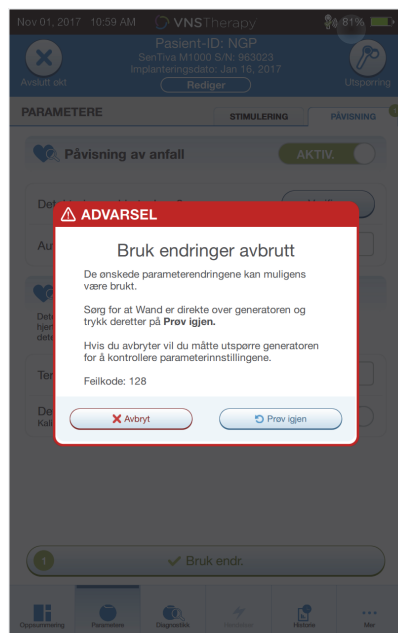 Nov 01, 2017 10:59 AM VNSTherapy 81%
Pasient-ID: NGP
SenTiva M1000 S/N: 963023
Implanteringsdato: Jan 16, 2017
Avslutt økt Rediger Utspørring
PARAMETERE STIMULERING PÅVISNING
Påvisning av anfall AKTIV.
ADVARSEL
Au
Bruk endringer avbrutt
De ønskede parameterendringene kan muligens
være brukt.
Sørg for at Wand er direkte over generatoren og
trykk deretter på Prøv igjen.
Hvis du avbryter vil du måtte utspørre generatoren
for å kontrollere parameterinnstillingene.
Feilkode: 128
Ter
De
Kali
Avbryt Prøv igjen
1 Bruk endr.
Oppsummering Parametere Diagnostikk Historie Mer